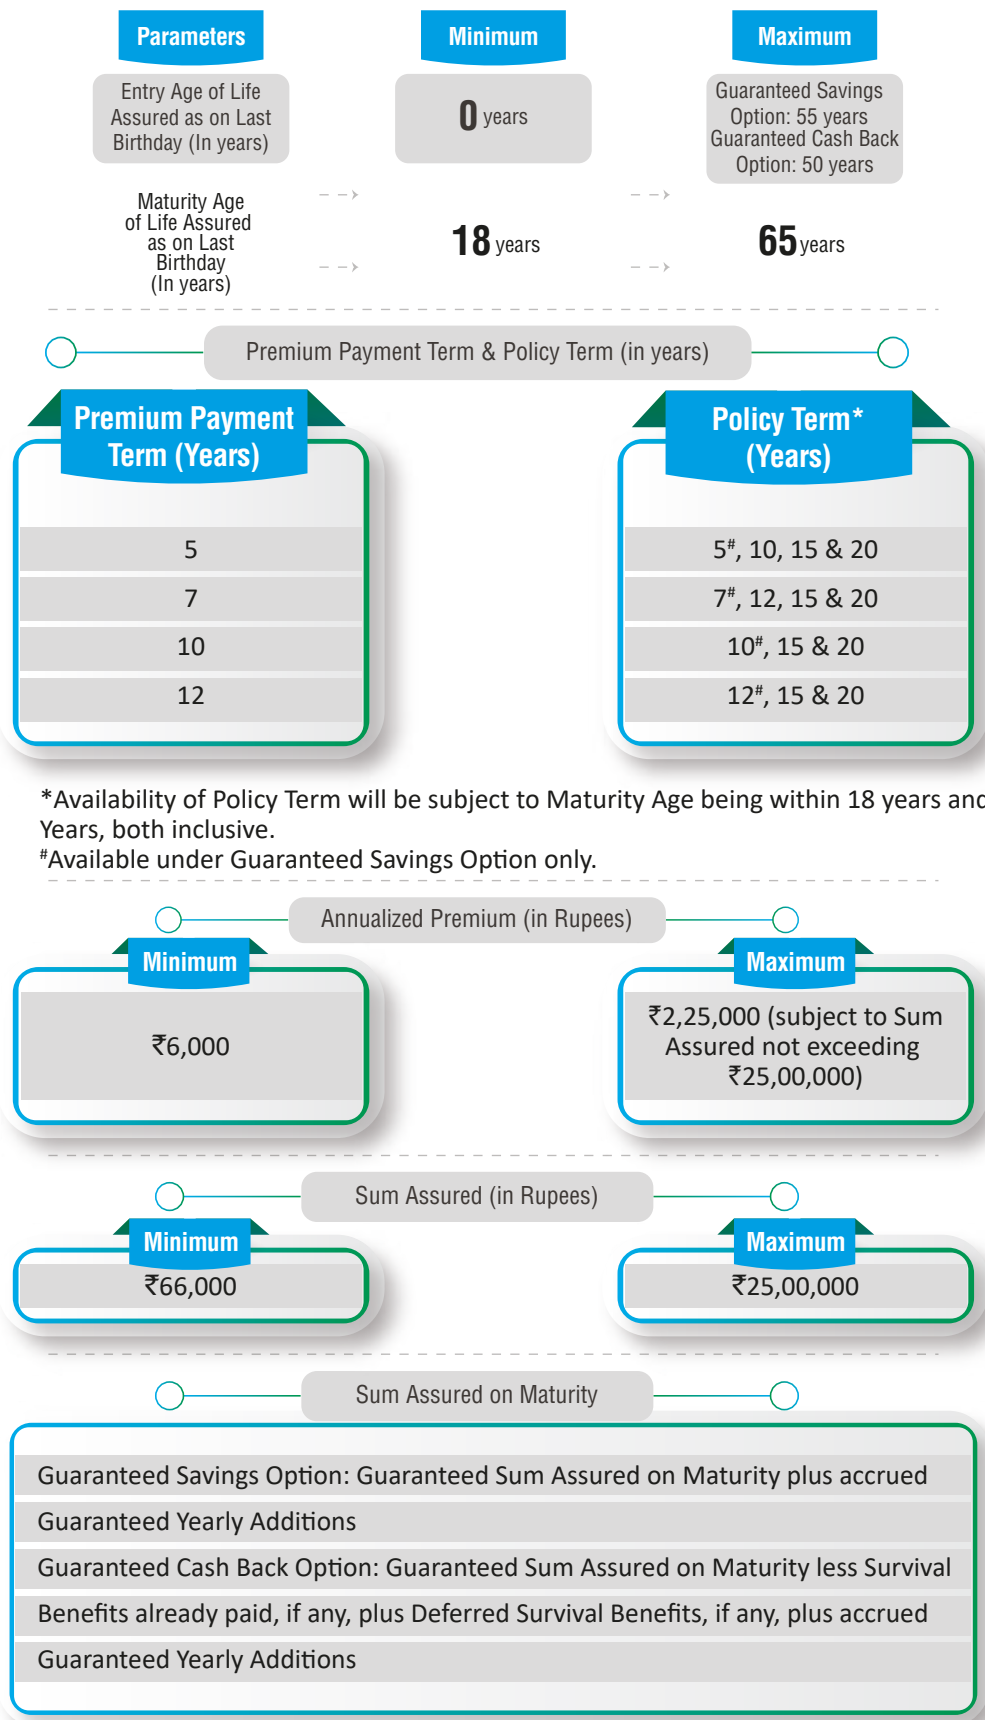 Parameters
Minimum
Maximum
Entry Age of Life
Assured as on Last
Birthday (In years)
0 years
Guaranteed Savings
Option: 55 years
Guaranteed Cash Back
Option: 50 years
Maturity Age
of Life Assured
as on Last
Birthday
(In years)
18 years
65 years
Premium Payment Term & Policy Term (in years)
Premium Payment
Term (Years)
Policy Term*
(Years)
5
5#, 10, 15 & 20
7
7#, 12, 15 & 20
10
10#, 15 & 20
12
12#, 15 & 20
*Availability of Policy Term will be subject to Maturity Age being within 18 years and
Years, both inclusive.
#Available under Guaranteed Savings Option only.
Annualized Premium (in Rupees)
Minimum
Maximum
₹6,000
₹2,25,000 (subject to Sum
Assured not exceeding
₹25,00,000)
Sum Assured (in Rupees)
Minimum
Maximum
₹66,000
₹25,00,000
Sum Assured on Maturity
Guaranteed Savings Option: Guaranteed Sum Assured on Maturity plus accrued
Guaranteed Yearly Additions
Guaranteed Cash Back Option: Guaranteed Sum Assured on Maturity less Survival
Benefits already paid, if any, plus Deferred Survival Benefits, if any, plus accrued
Guaranteed Yearly Additions